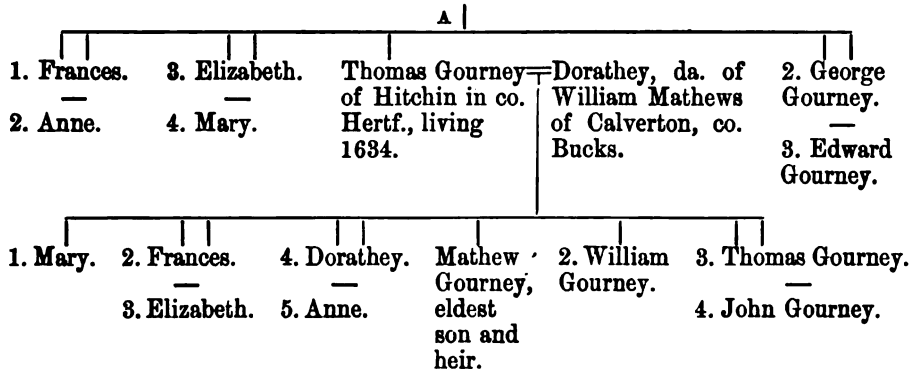 A
1. Frances.
—
2. Anne.
3. Elizabeth.
—
4. Mary.
Thomas Gourney
of Hitchin in co.
Hertf., living
1634.
Dorathey, da. of
William Mathews
of Calverton, co.
Bucks.
2. George
Gourney.
—
3. Edward
Gourney.
1. Mary.
2. Frances.
—
3. Elizabeth.
4. Dorathey.
—
5. Anne.
Mathew
Gourney,
eldest
son and
heir.
2. William
Gourney.
3. Thomas Gourney.
—
4. John Gourney.